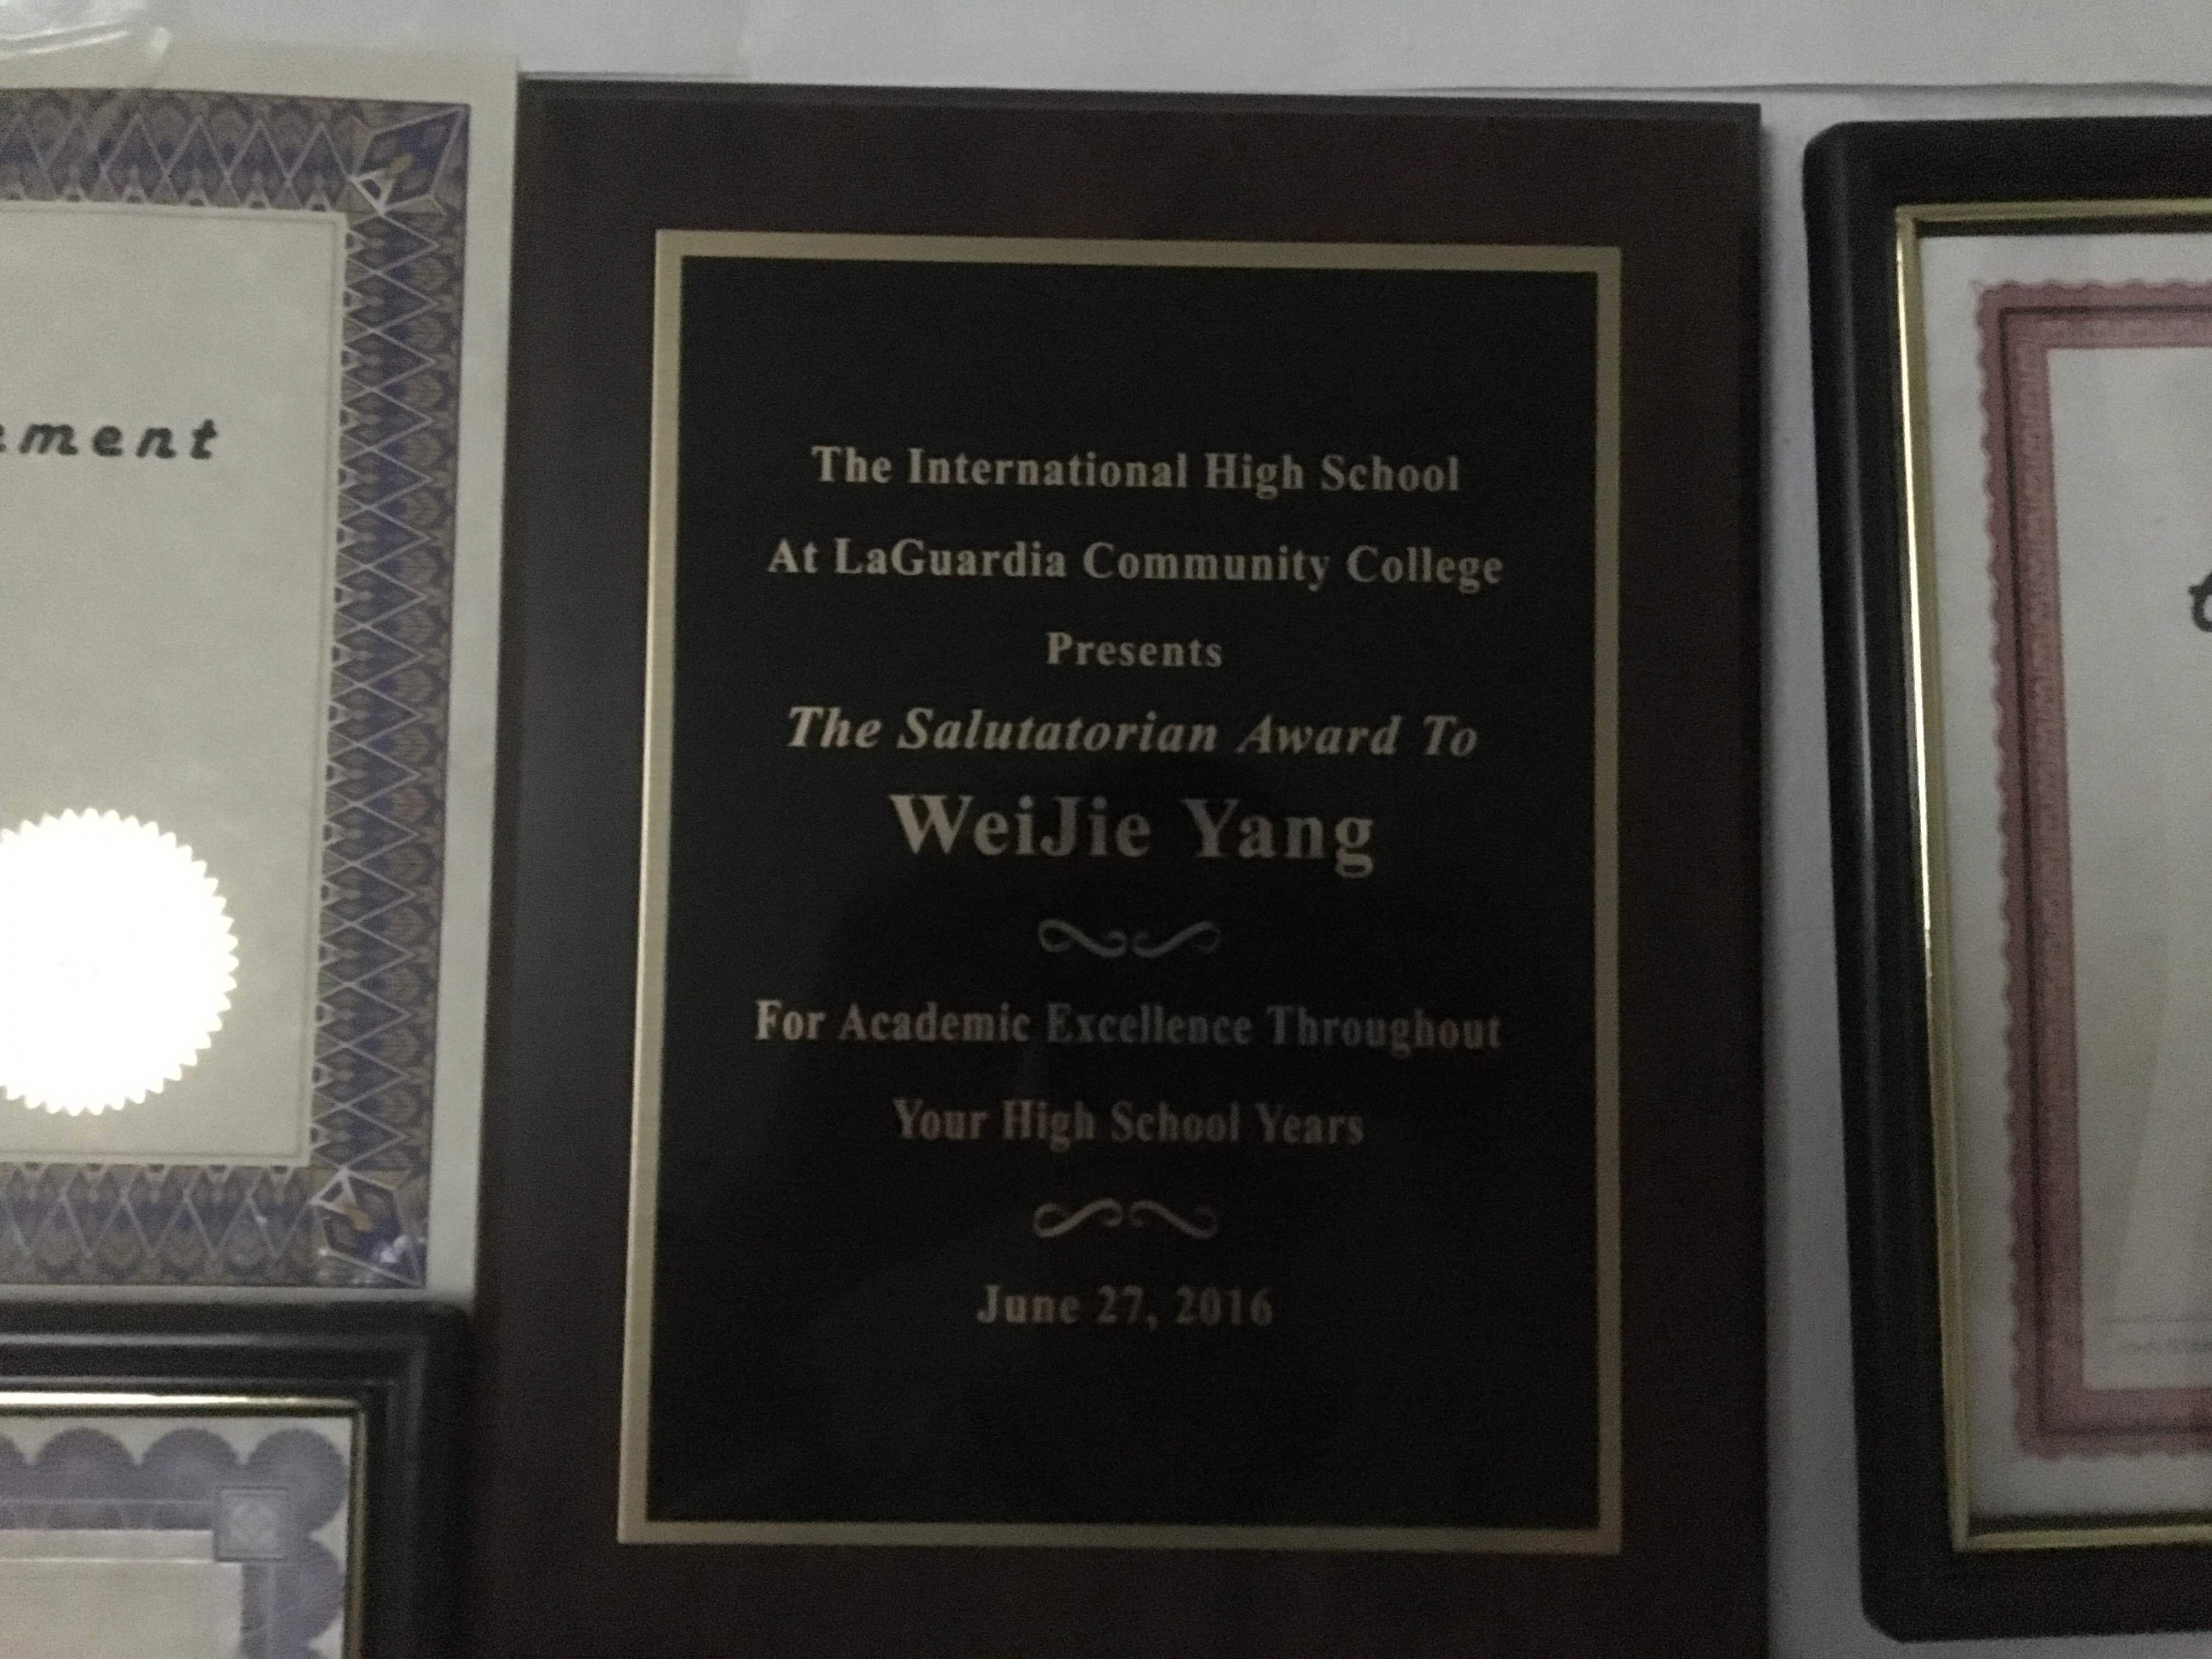 The International High School
At LaGuardia Community College
Presents
The Salutatorian Award To
WeiJie Yang
For Academic Excellence Throughout
Your High School Years
June 27, 2016